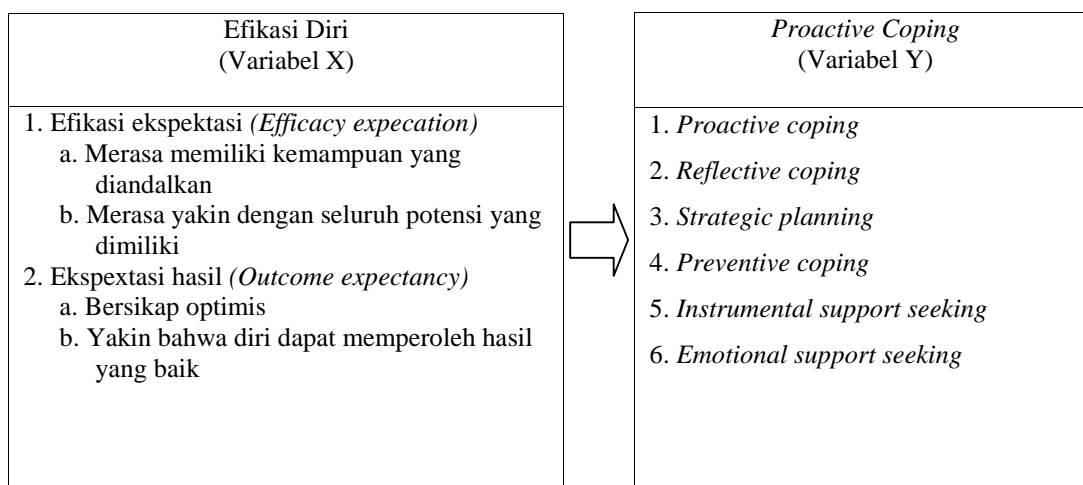 Efikasi Diri
(Variabel X)
1. Efikasi ekspektasi (Efficacy expecation)
a. Merasa memiliki kemampuan yang
diandalkan
b. Merasa yakin dengan seluruh potensi yang
dimiliki
2. Ekspextasi hasil (Outcome expectancy)
a. Bersikap optimis
b. Yakin bahwa diri dapat memperoleh hasil
yang baik
Proactive Coping
(Variabel Y)
1. Proactive coping
2. Reflective coping
3. Strategic planning
4. Preventive coping
5. Instrumental support seeking
6. Emotional support seeking